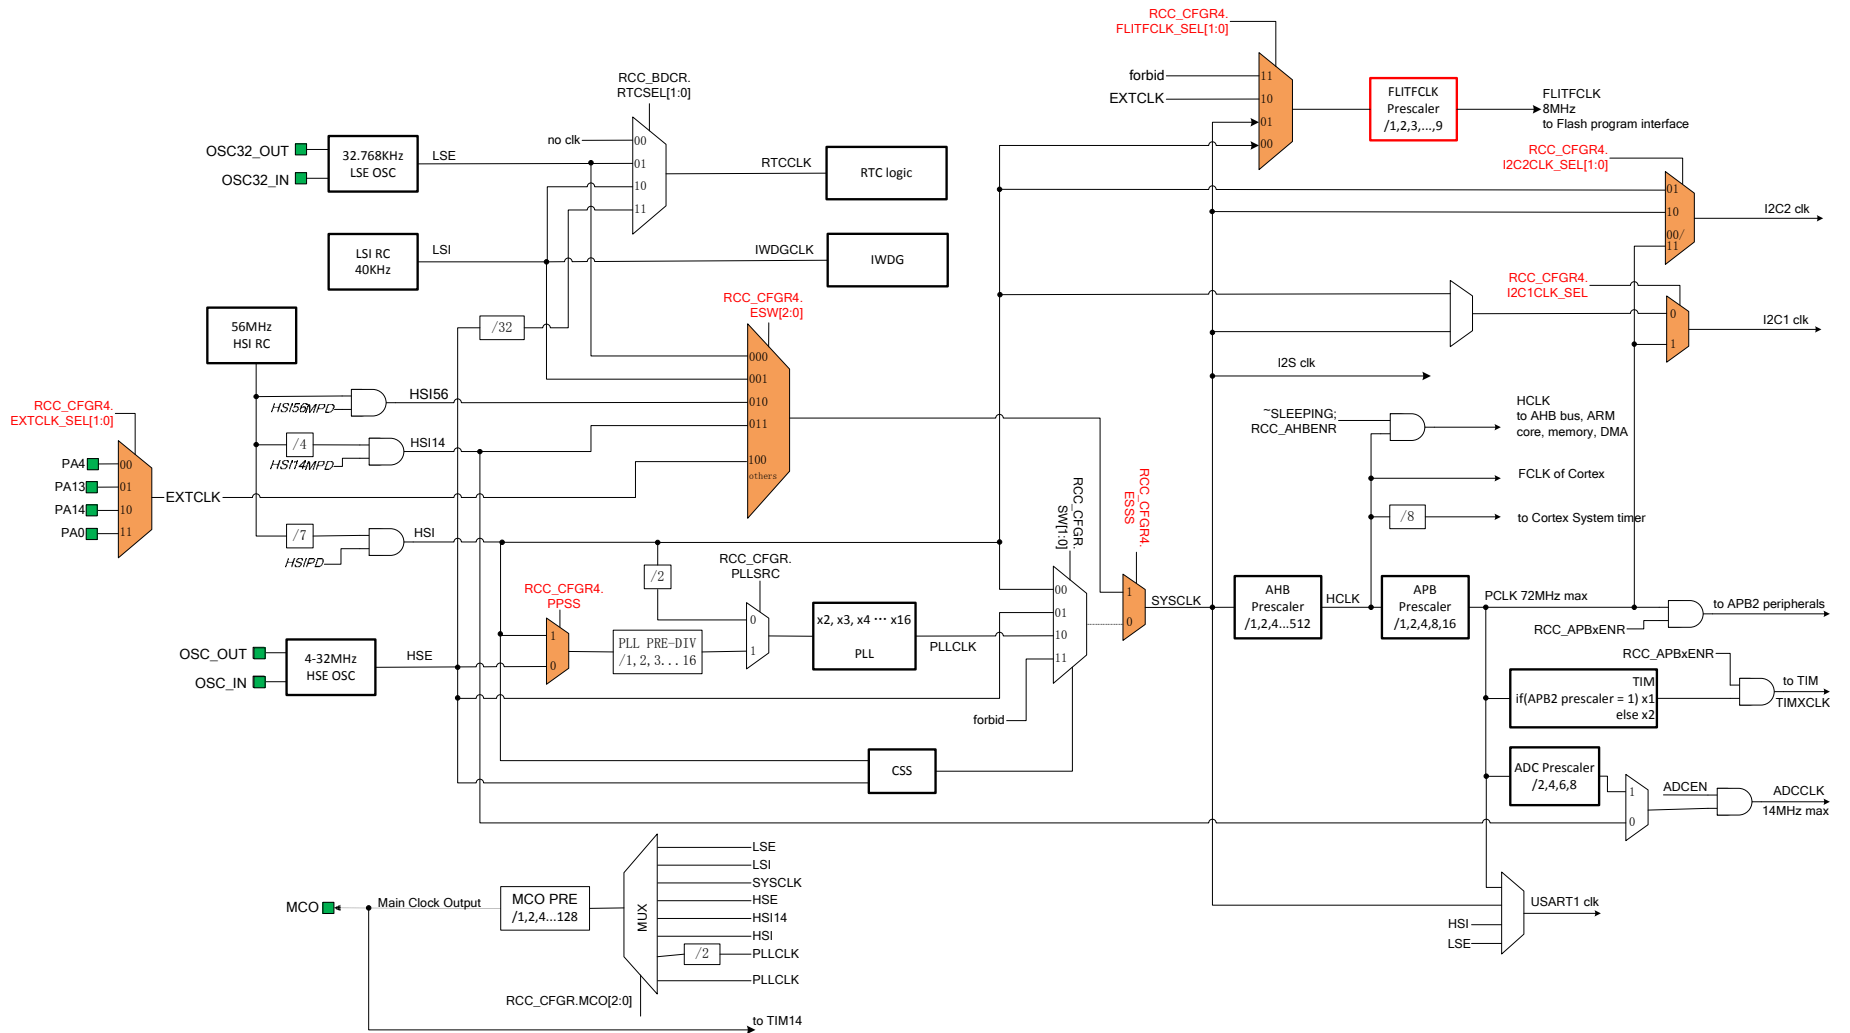 RCC_CFGR4.
FLITFCLK_SEL[1:0]
forbid
EXTCLK
11
10
01
00
FLITFCLK
Prescaler
/1,2,3,...,9
FLITFCLK
8MHz
to Flash program interface
RCC_BDCR.
RTCSEL[1:0]
no clk
00
01
10
11
OSC32_OUT
OSC32_IN
32.768KHz
LSE OSC
LSE
RTCCLK
RTC logic
RCC_CFGR4.
I2C2CLK_SEL[1:0]
01
10
00/
11
I2C2 clk
LSI RC
40KHz
LSI
IWDGCLK
IWDG
RCC_CFGR4.
I2C1CLK_SEL
0
1
I2C1 clk
56MHz
HSI RC
/32
RCC_CFGR4.
ESW[2:0]
000
001
010
011
100
others
I2S clk
HSI56MPD
HSI56
/4
HSI14MPD
HSI14
RCC_CFGR4.
EXTCLK_SEL[1:0]
PA4
PA13
PA14
PA0
00
01
10
11
EXTCLK
/7
HSIPD
HSI
~SLEEPING;
RCC_AHBENR
HCLK
to AHB bus, ARM
core, memory, DMA
FCLK of Cortex
/8
to Cortex System timer
RCC_CFGR.
SW[1:0]
RCC_CFGR4.
ESSS
/2
RCC_CFGR.
PLLSRC
RCC_CFGR4.
PPSS
1
0
PLL PRE-DIV
/1,2,3...16
0
1
x2, x3, x4 ··· x16
PLL
PLLCLK
00
01
10
11
forbid
1
0
SYSCLK
AHB
Prescaler
/1,2,4...512
HCLK
APB
Prescaler
/1,2,4,8,16
PCLK 72MHz max
RCC_APBxENR
to APB2 peripherals
OSC_OUT
OSC_IN
4-32MHz
HSE OSC
HSE
RCC_APBxENR
TIM
if(APB2 prescaler = 1) x1
else x2
to TIM
TIMXCLK
CSS
ADC Prescaler
/2,4,6,8
1
0
ADCEN
ADCCLK
14MHz max
MCO
Main Clock Output
MCO PRE
/1,2,4...128
MUX
LSE
LSI
SYSCLK
HSE
HSI14
HSI
/2
PLLCLK
PLLCLK
RCC_CFGR.MCO[2:0]
to TIM14
HSI
LSE
USART1 clk